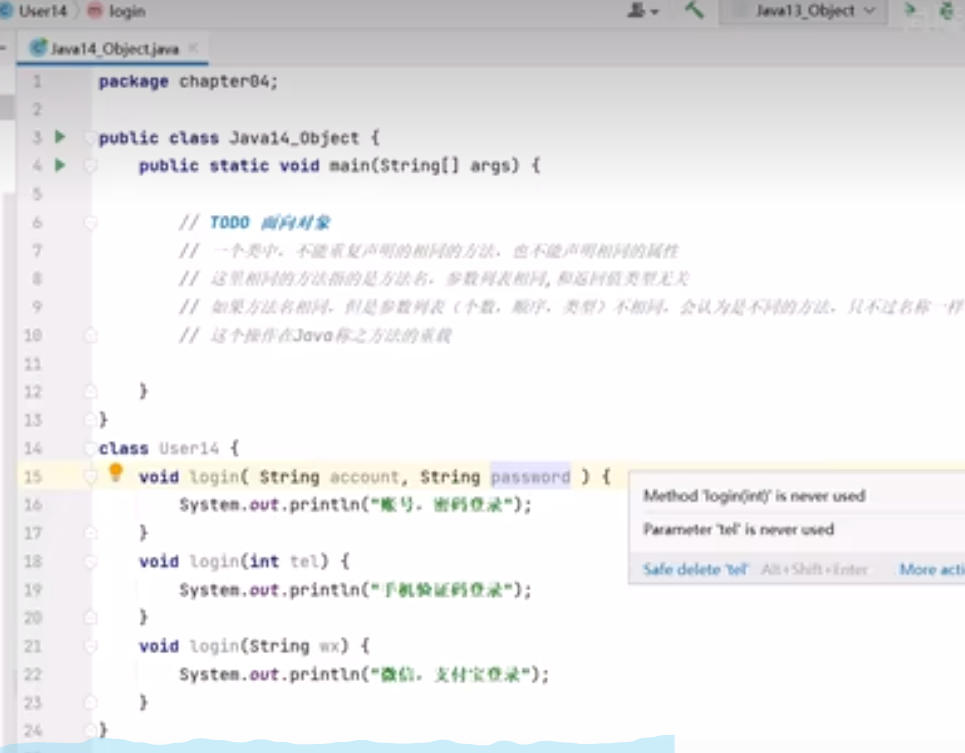 User14 login
Java13_Object
Java14_Object.java
1 package chapter04;
2
3 public class Java14_Object {
4 public static void main(String[] args) {
5
6 // TODO 面向对象
7 // 一个类中，不能重复声明的相同的方法，也不能声明相同的属性
8 // 这里相同的方法指的是方法名，参数列表相同,和返回值类型无关
9 // 如果方法名相同，但是参数列表（个数，顺序，类型）不相同，会认为是不同的方法，只不过名称一样
10 // 这个操作在Java称之方法的重载
11
12 }
13 }
14 class User14 {
15 void login( String account, String password ) {
16 System.out.println("账号，密码登录");
17 }
18 void login(int tel) {
19 System.out.println("手机验证码登录");
20 }
21 void login(String wx) {
22 System.out.println("微信，支付宝登录");
23 }
24 }
Method 'login(int)' is never used
Parameter 'tel' is never used
Safe delete 'tel' Alt+Shift+Enter More acti